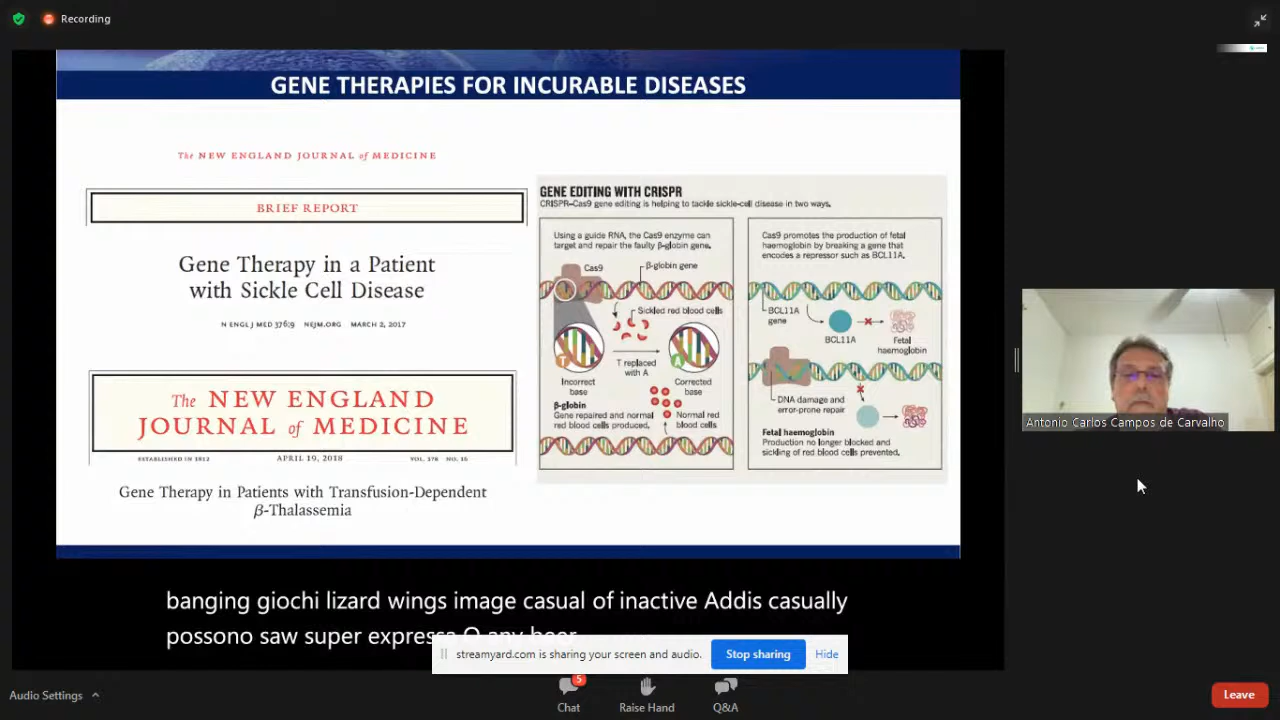 Recording
GENE THERAPIES FOR INCURABLE DISEASES
The NEW ENGLAND JOURNAL of MEDICINE
BRIEF REPORT
Gene Therapy in a Patient
with Sickle Cell Disease
N ENGL J MED 376;9 NEJM.ORG MARCH 2, 2017
The NEW ENGLAND
JOURNAL of MEDICINE
ESTABLISHED IN 1812 APRIL 19, 2018 VOL. 378 NO. 16
Gene Therapy in Patients with Transfusion-Dependent
β-Thalassemia
GENE EDITING WITH CRISPR
CRISPR–Cas9 gene editing is helping to tackle sickle-cell disease in two ways.
Using a guide RNA, the Cas9 enzyme can
target and repair the faulty β-globin gene.
Cas9
β-globin gene
Sickled red blood cells
T
A
T replaced
with A
Incorrect
base
Corrected
base
β-globin
Gene repaired and normal
red blood cells produced.
Normal red
blood cells
Cas9 promotes the production of fetal
haemoglobin by breaking a gene that
encodes a repressor such as BCL11A.
BCL11A
gene
BCL11A
Fetal
haemoglobin
DNA damage and
error-prone repair
Fetal haemoglobin
Production no longer blocked and
sickling of red blood cells prevented.
Antonio Carlos Campos de Carvalho
banging giochi lizard wings image casual of inactive Addis casually
possono saw super expressa O any beer
streamyard.com is sharing your screen and audio. Stop sharing Hide
Audio Settings
5
Chat
Raise Hand
Q&A
Leave